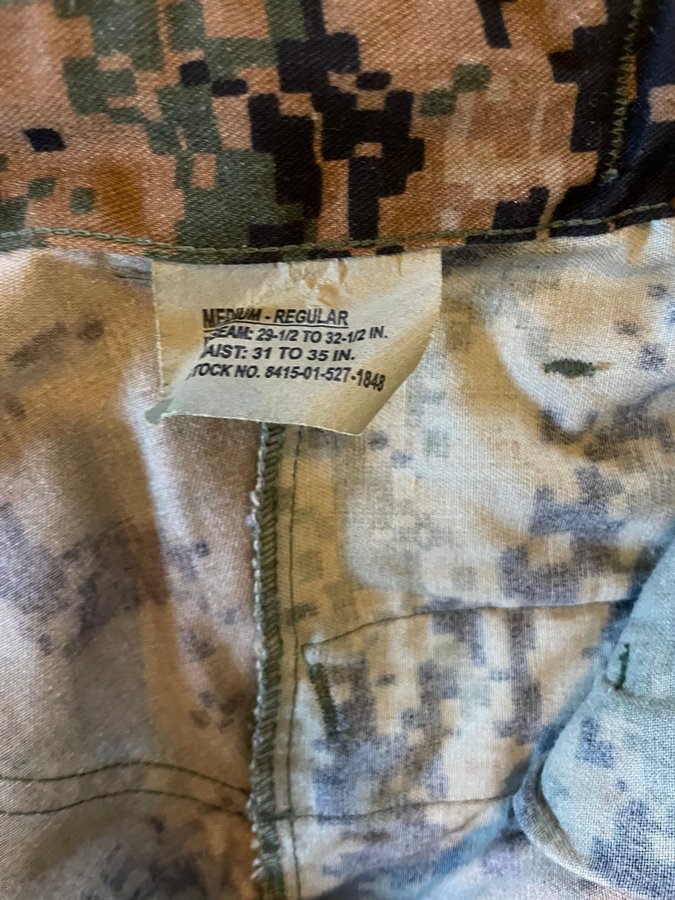 MEDIUM - REGULAR
EAM: 29-1/2 TO 32-1/2 IN.
AIST: 31 TO 35 IN.
TOCK NO. 8415-01-527-1848